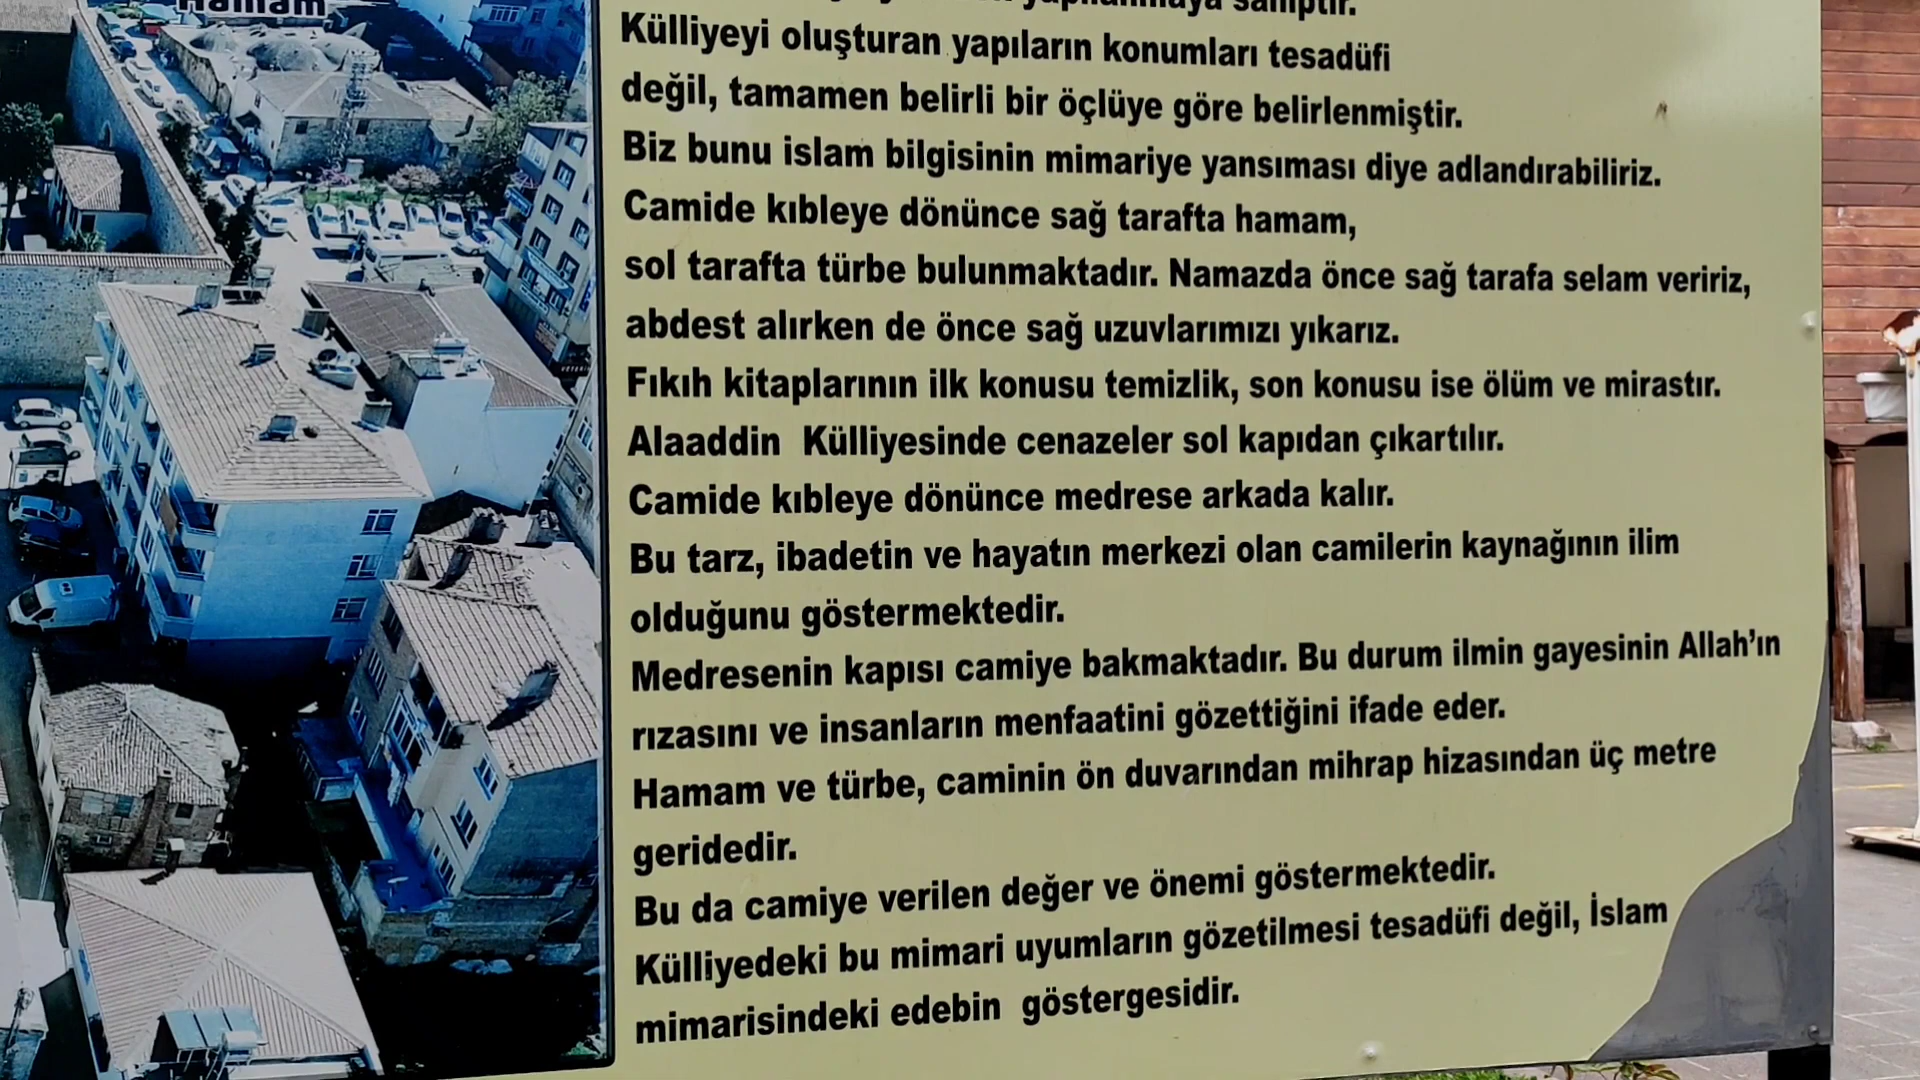 Hamam
sahiptir.
Külliyeyi oluşturan yapıların konumları tesadüfi
değil, tamamen belirli bir öçlüye göre belirlenmiştir.
Biz bunu islam bilgisinin mimariye yansıması diye adlandırabiliriz.
Camide kıbleye dönünce sağ tarafta hamam,
sol tarafta türbe bulunmaktadır. Namazda önce sağ tarafa selam veririz,
abdest alırken de önce sağ uzuvlarımızı yıkarız.
Fıkıh kitaplarının ilk konusu temizlik, son konusu ise ölüm ve mirastır.
Alaaddin Külliyesinde cenazeler sol kapıdan çıkartılır.
Camide kıbleye dönünce medrese arkada kalır.
Bu tarz, ibadetin ve hayatın merkezi olan camilerin kaynağının ilim
olduğunu göstermektedir.
Medresenin kapısı camiye bakmaktadır. Bu durum ilmin gayesinin Allah'ın
rızasını ve insanların menfaatini gözettiğini ifade eder.
Hamam ve türbe, caminin ön duvarından mihrap hizasından üç metre
geridedir.
Bu da camiye verilen değer ve önemi göstermektedir.
Külliyedeki bu mimari uyumların gözetilmesi tesadüfi değil, İslam
mimarisindeki edebin göstergesidir.